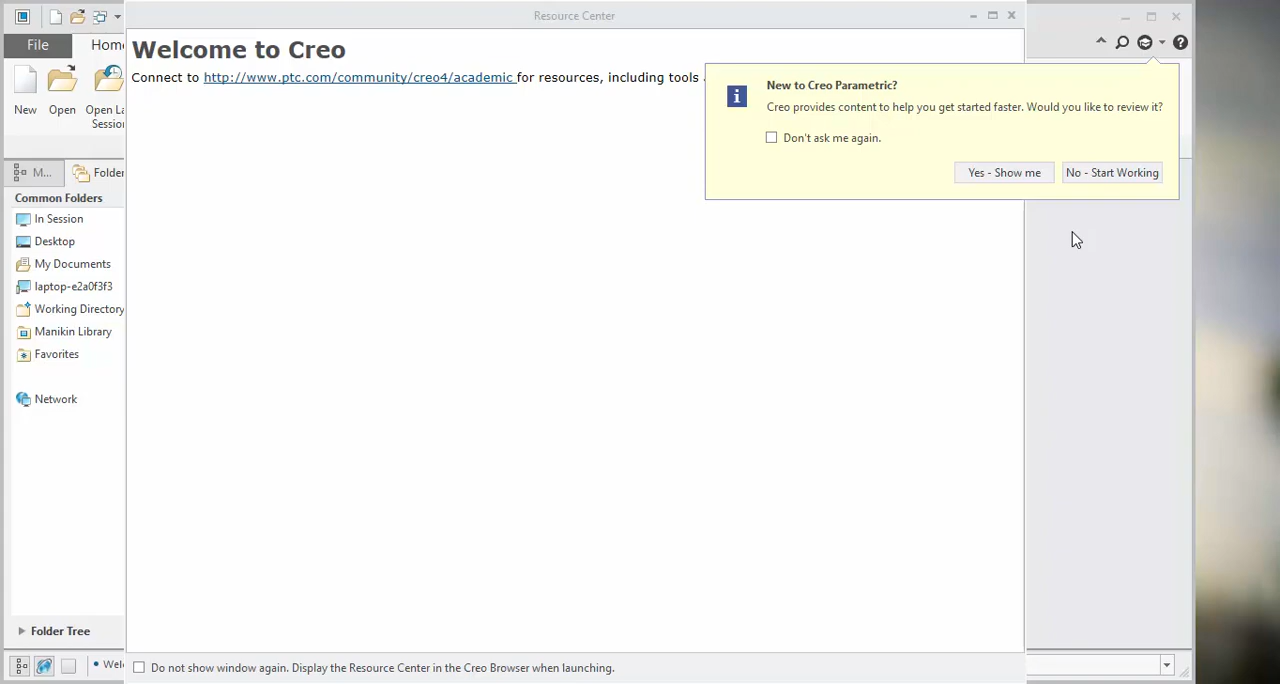 Resource Center
File
Home
Welcome to Creo
Connect to http://www.ptc.com/community/creo4/academic for resources, including tools
New
Open
Open La
Sessior
New to Creo Parametric?
Creo provides content to help you get started faster. Would you like to review it?
Don't ask me again.
Yes - Show me
No - Start Working
M...
Folder
Common Folders
In Session
Desktop
My Documents
laptop-e2a0f3f3
Working Directory
Manikin Library
Favorites
Network
Folder Tree
Wel
Do not show window again. Display the Resource Center in the Creo Browser when launching.